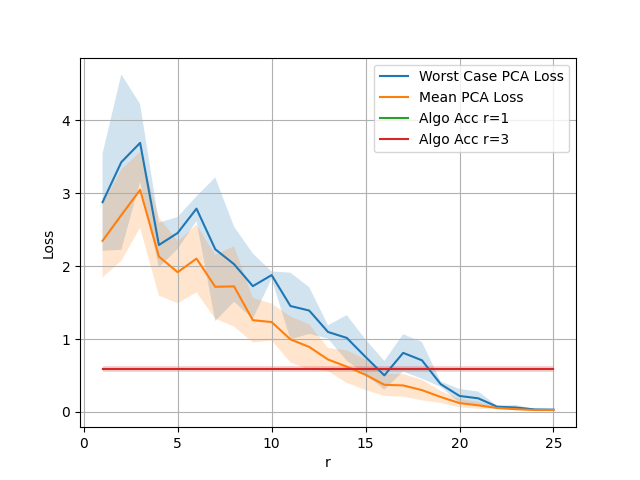 Worst Case PCA Loss
Mean PCA Loss
Algo Acc r=1
Algo Acc r=3
Loss
4
3
2
1
0
0 5 10 15 20 25
r